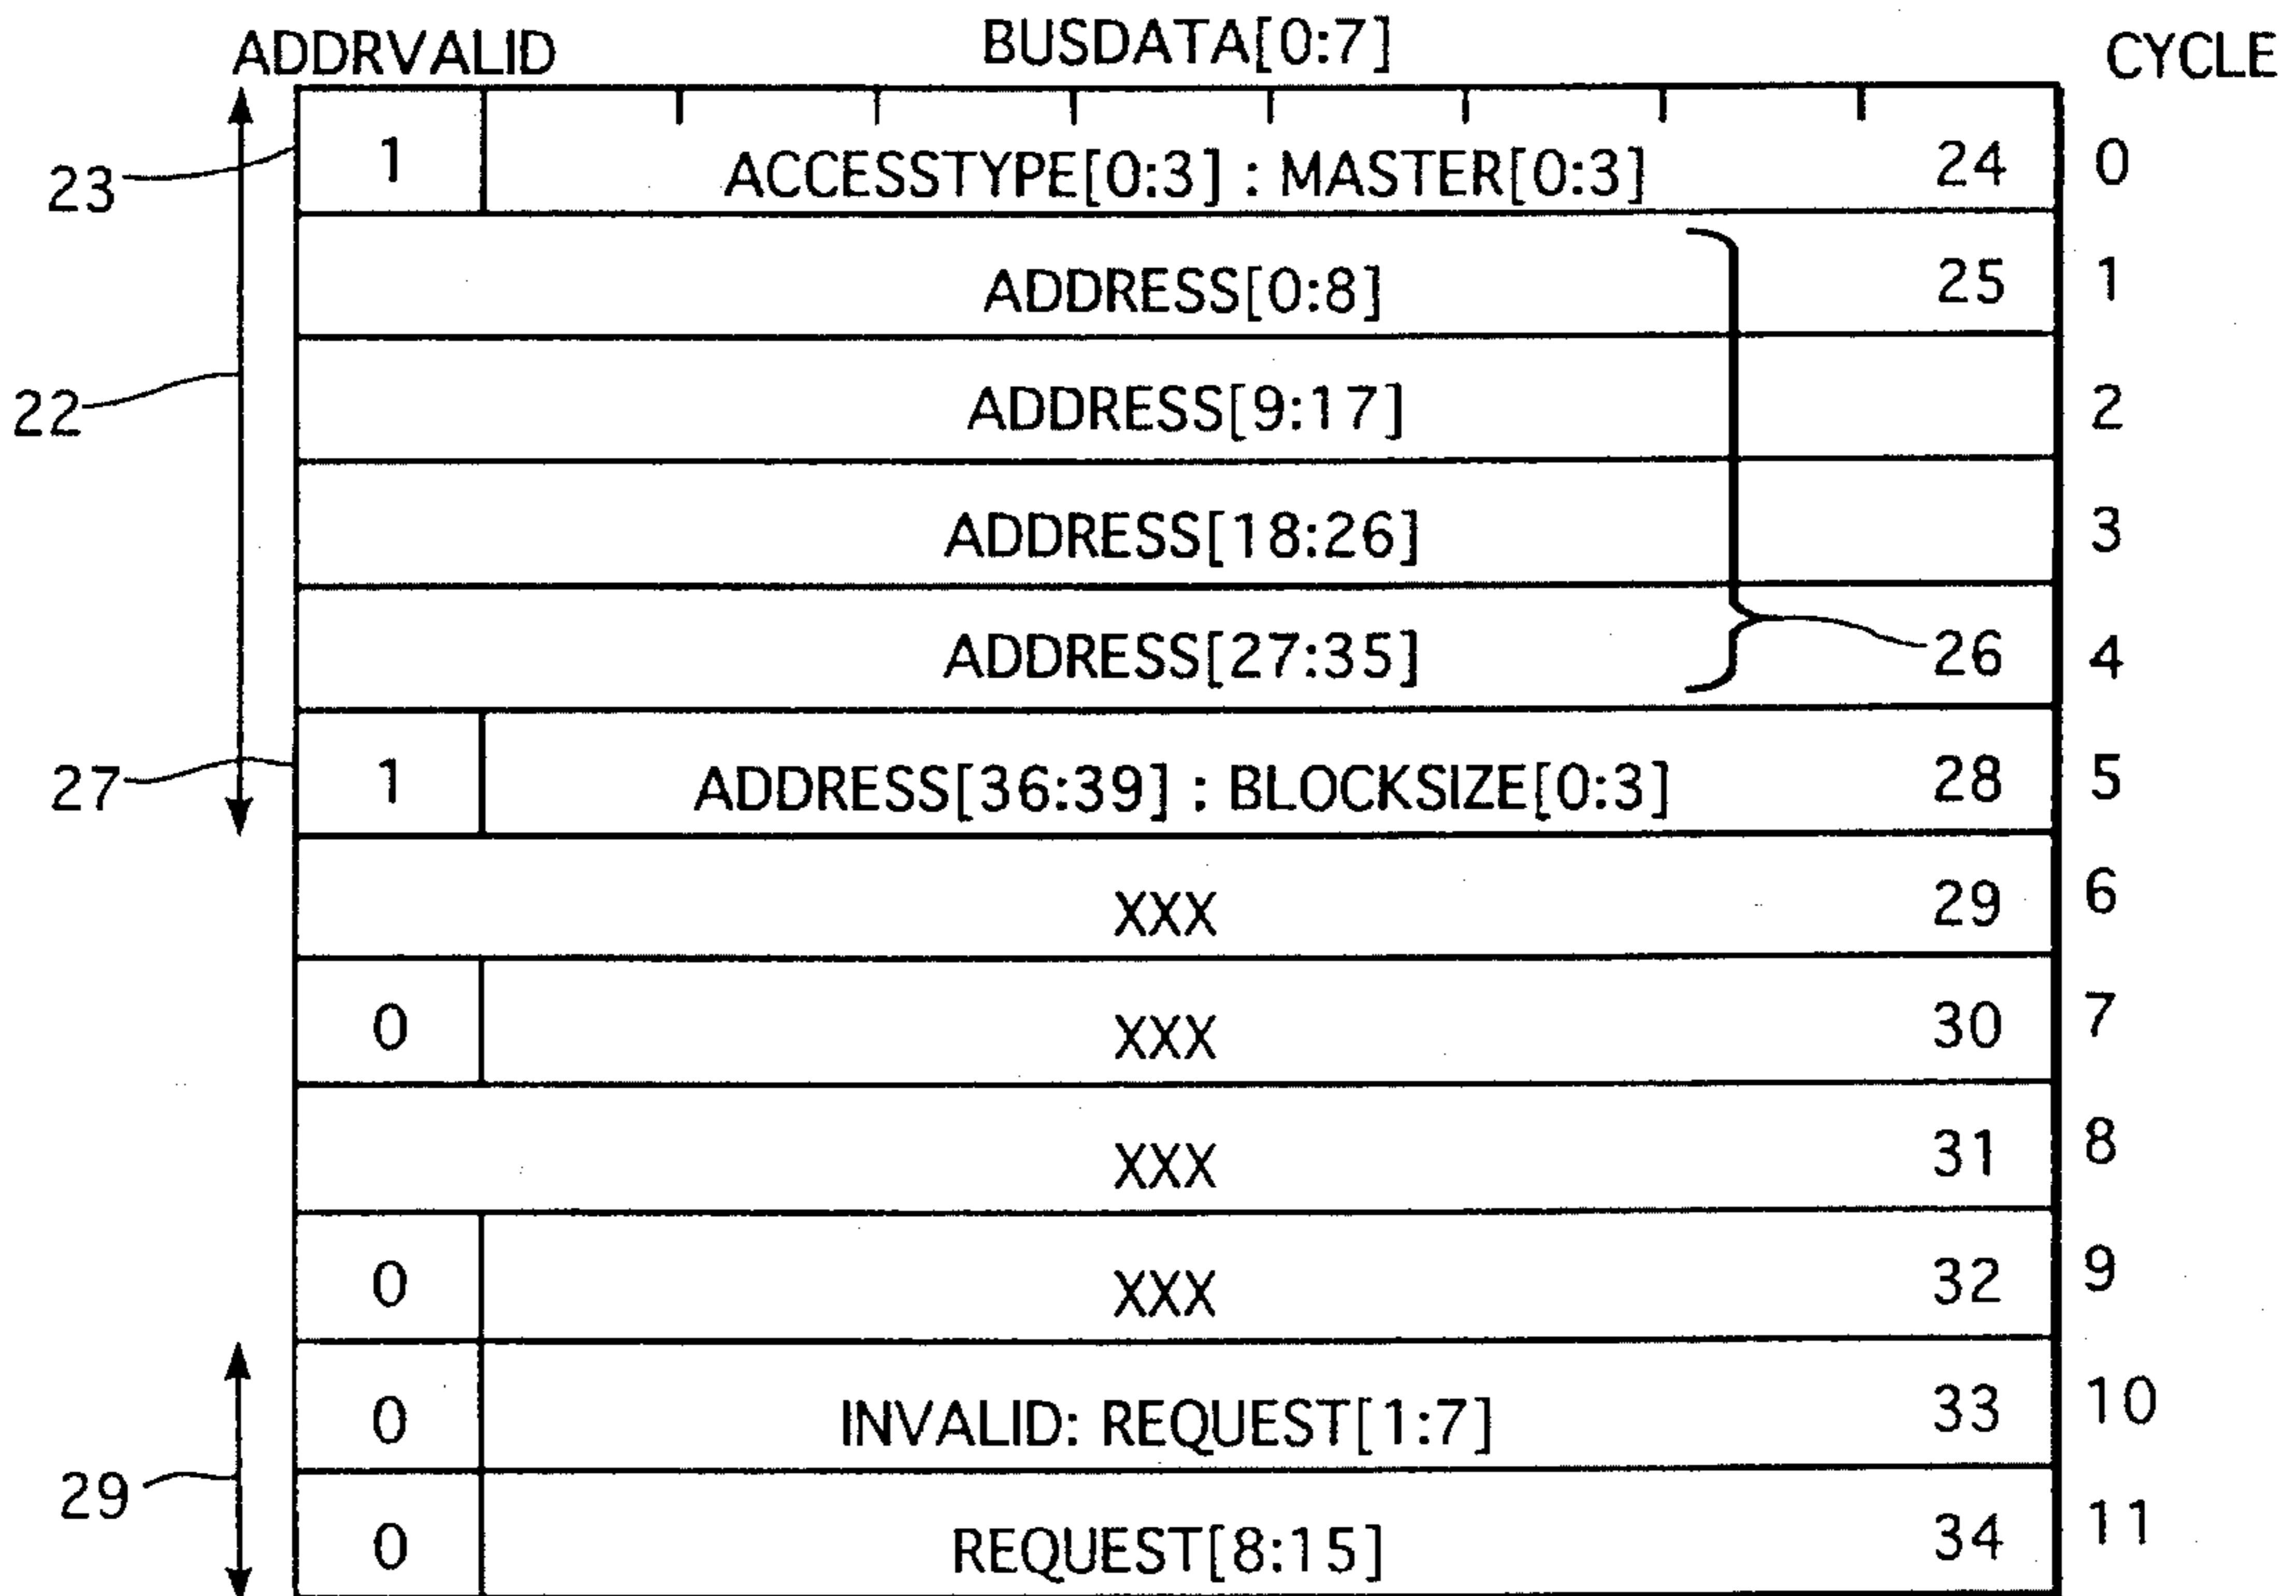 ADDRVALID BUSDATA[0:7] CYCLE
23 1 ACCESSTYPE[0:3] : MASTER[0:3] 24 0
ADDRESS[0:8] 25 1
22 ADDRESS[9:17] 2
ADDRESS[18:26] 3
ADDRESS[27:35] 26 4
27 1 ADDRESS[36:39] : BLOCKSIZE[0:3] 28 5
XXX 29 6
0 XXX 30 7
XXX 31 8
0 XXX 32 9
0 INVALID: REQUEST[1:7] 33 10
29 0 REQUEST[8:15] 34 11